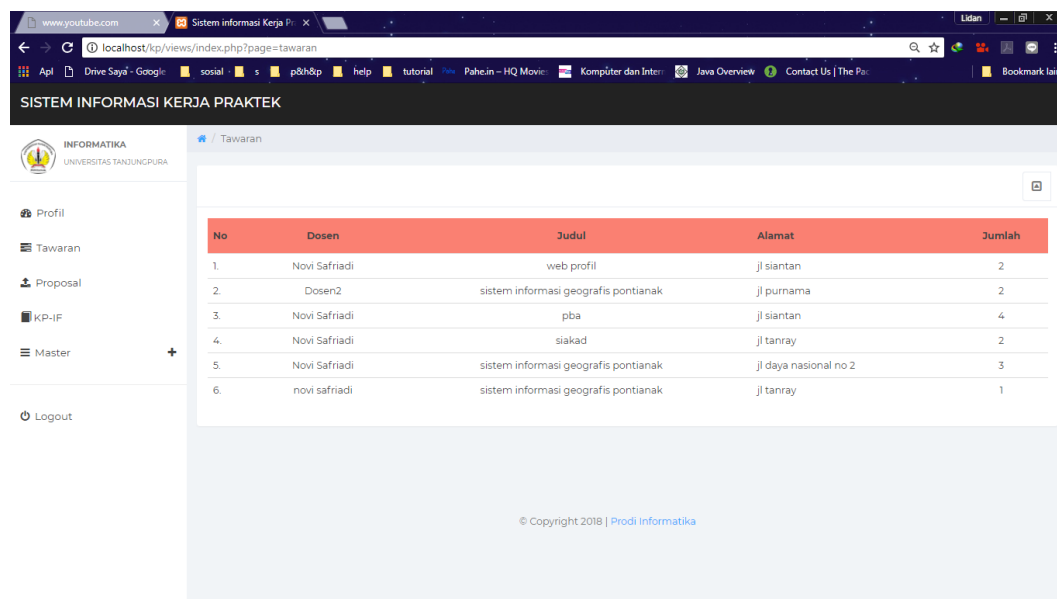 www.youtube.com
Sistem informasi Kerja Pr
Lidan
localhost/kp/views/index.php?page=tawaran
Apl Drive Saya - Google sosial s p&h&p help tutorial Pahe.in – HQ Movies Komputer dan Intern Java Overview Contact Us | The Pac Bookmark lai
SISTEM INFORMASI KERJA PRAKTEK
INFORMATIKA
UNIVERSITAS TANJUNGPURA
/ Tawaran
Profil
Tawaran
Proposal
KP-IF
Master +
Logout
No Dosen Judul Alamat Jumlah
1. Novi Safriadi web profil jl siantan 2
2. Dosen2 sistem informasi geografis pontianak jl purnama 2
3. Novi Safriadi pba jl siantan 4
4. Novi Safriadi siakad jl tanray 2
5. Novi Safriadi sistem informasi geografis pontianak jl daya nasional no 2 3
6. novi safriadi sistem informasi geografis pontianak jl tanray 1
© Copyright 2018 | Prodi Informatika